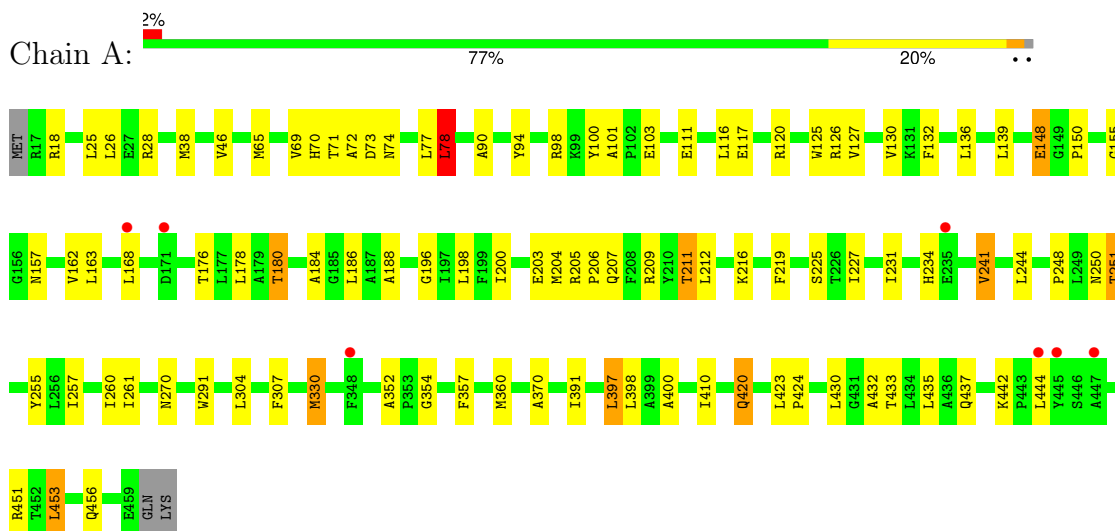 2%
Chain A:
77% 20% • •
MET R17 R18 L25 L26 E27 R28 M38 V46 M65 V69 H70 T71 A72 D73 N74 L77 L78 A90 Y94 R98 K99 Y100 A101 P102 E103 E111 L116 E117 R120 W125 R126 V127 V130 K131 F132 L136 L139 E148 G149 P150
G156 N157 V162 L163 L168 D171 T176 L177 L178 A179 T180 A184 G185 L186 A187 A188 G196 I197 L198 F199 I200 E203 M204 R205 P206 Q207 F208 R209 Y210 T211 L212 K216 F219 S225 T226 I227 I231 H234 E235 V241 L244 P248 L249 N250 T251
Y255 L256 I257 I260 I261 N270 W291 L304 F307 M330 F348 A352 P353 G354 F357 M360 A370 I391 L397 L398 A399 A400 I410 Q420 L423 P424 L430 G431 A432 T433 L434 L435 A436 Q437 K442 P443 L444 Y445 S446 A447
R451 T452 L453 Q456 E459 GLN LYS